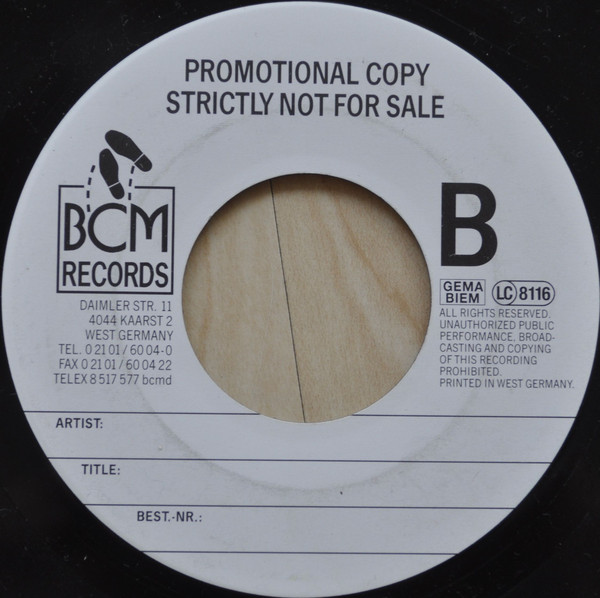 PROMOTIONAL COPY
STRICTLY NOT FOR SALE
BCM
RECORDS
DAIMLER STR. 11
4044 KAARST 2
WEST GERMANY
TEL. 0 21 01 / 60 04-0
FAX 0 21 01 / 60 04 22
TELEX 8 517 577 bcmd
B
GEMA
BIEM
LC 8116
ALL RIGHTS RESERVED.
UNAUTHORIZED PUBLIC
PERFORMANCE, BROAD-
CASTING AND COPYING
OF THIS RECORDING
PROHIBITED.
PRINTED IN WEST GERMANY.
ARTIST:
TITLE:
BEST.-NR.: